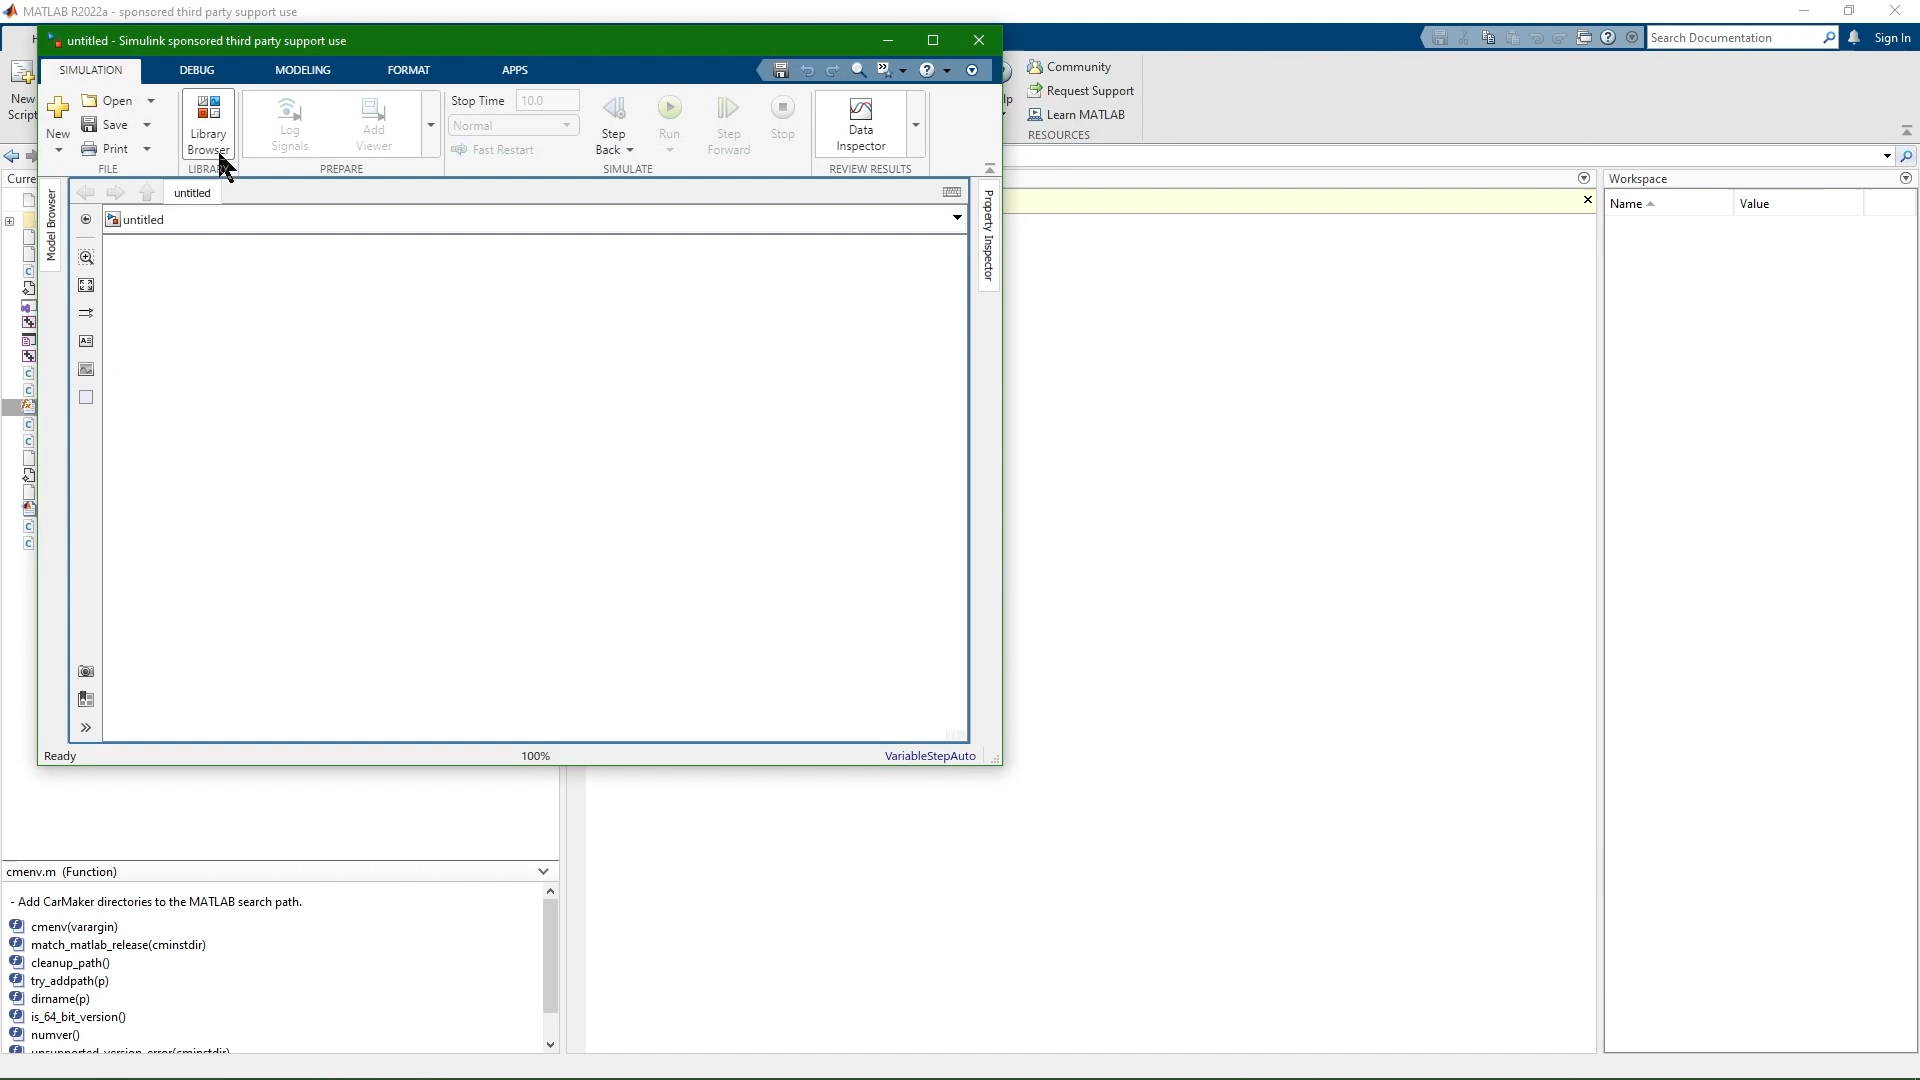 MATLAB R2022a - sponsored third party support use
Search Documentation
Sign In
New
Script
Community
Request Support
Learn MATLAB
RESOURCES
Curre
untitled - Simulink sponsored third party support use
SIMULATION
DEBUG
MODELING
FORMAT
APPS
New
Open
Save
Print
FILE
Library
Browser
Log
Signals
Add
Viewer
PREPARE
Stop Time
10.0
Normal
Fast Restart
Step
Back
Run
Step
Forward
Stop
SIMULATE
Data
Inspector
REVIEW RESULTS
Model Browser
untitled
untitled
Property Inspector
Ready
100%
VariableStepAuto
Workspace
Name
Value
cmenv.m (Function)
- Add CarMaker directories to the MATLAB search path.
cmenv(varargin)
match_matlab_release(cminstdir)
cleanup_path()
try_addpath(p)
dirname(p)
is_64_bit_version()
numver()